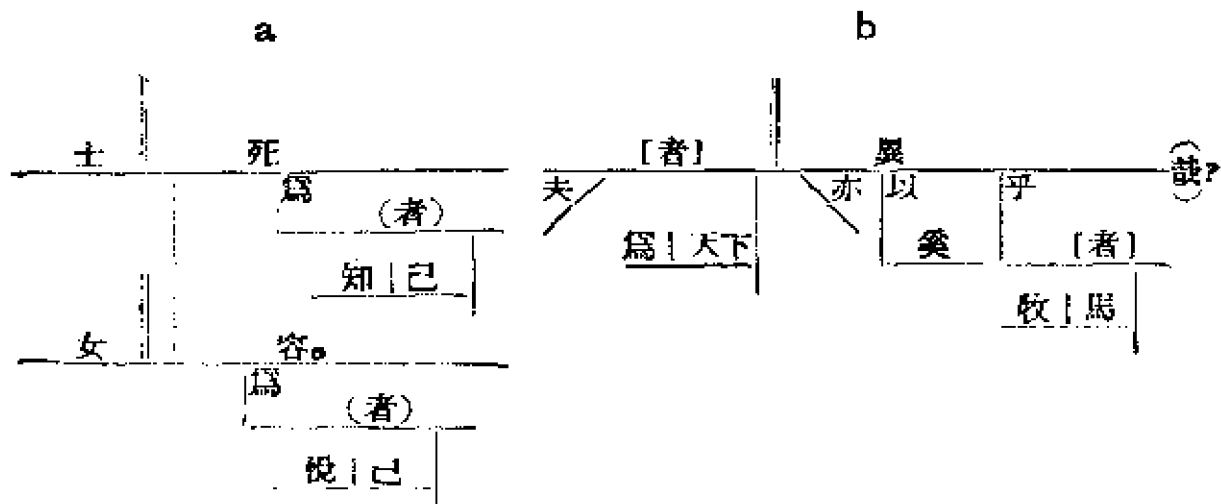 a b
士 死 [者] 異 (哉)?
爲 夫 亦 以 乎
(者)
爲 天下 奚 [者]
知 己
牧 馬
女 容。
爲
(者)
悅 己